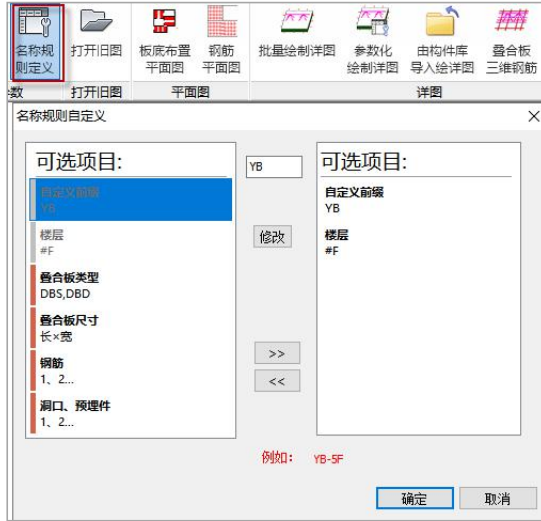 名称规 打开旧图 板底布置 钢筋 批量绘制详图 参数化 由构件库 叠合板
则定义 平面图 平面图 绘制详图 导入绘详图 三维钢筋
数 打开旧图 平面图 详图
名称规则自定义
可选项目:
自定义前缀
YB
楼层
#F
叠合板类型
DBS,DBD
叠合板尺寸
长×宽
钢筋
1、2...
洞口、预埋件
1、2...
YB
修改
>>
<<
可选项目:
自定义前缀
YB
楼层
#F
例如: YB-5F
确定 取消